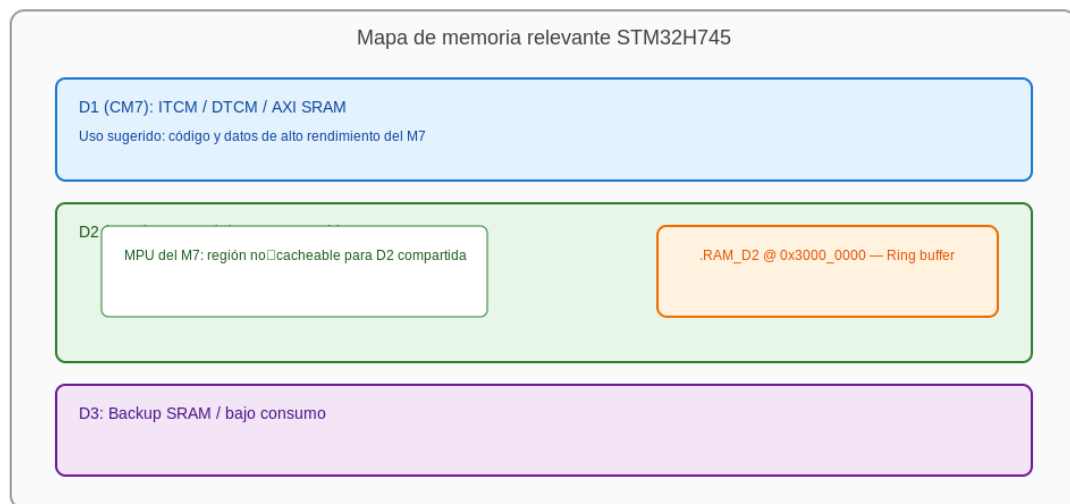 Mapa de memoria relevante STM32H745
D1 (CM7): ITCM / DTCM / AXI SRAM
Uso sugerido: código y datos de alto rendimiento del M7
D2
MPU del M7: región no□cacheable para D2 compartida
.RAM_D2 @ 0x3000_0000 — Ring buffer
D3: Backup SRAM / bajo consumo